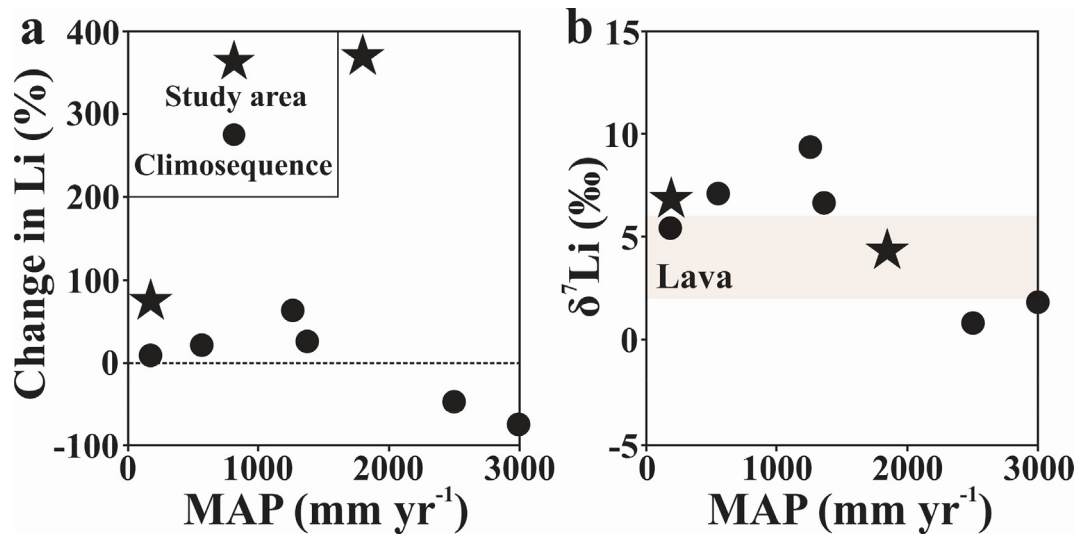 a
400
300
200
100
0
-100
Change in Li (%)
Study area
Climosequence
0
1000
2000
3000
MAP (mm yr⁻¹)
b
15
10
5
0
-5
δ⁷Li (‰)
Lava
0
1000
2000
3000
MAP (mm yr⁻¹)